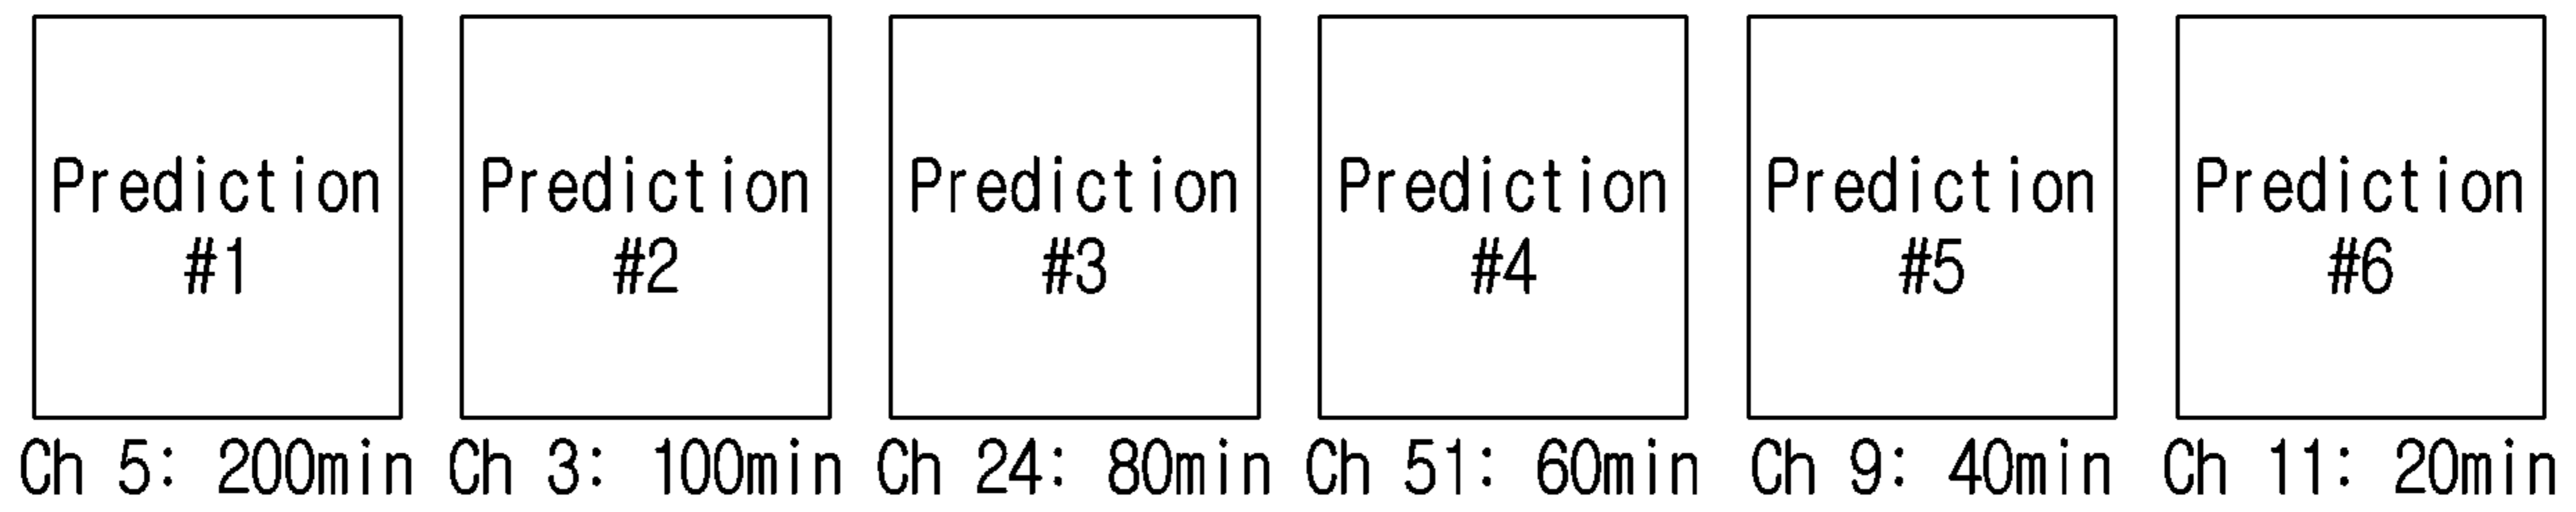 Prediction
#1
Prediction
#2
Prediction
#3
Prediction
#4
Prediction
#5
Prediction
#6
Ch 5: 200min
Ch 3: 100min
Ch 24: 80min
Ch 51: 60min
Ch 9: 40min
Ch 11: 20min